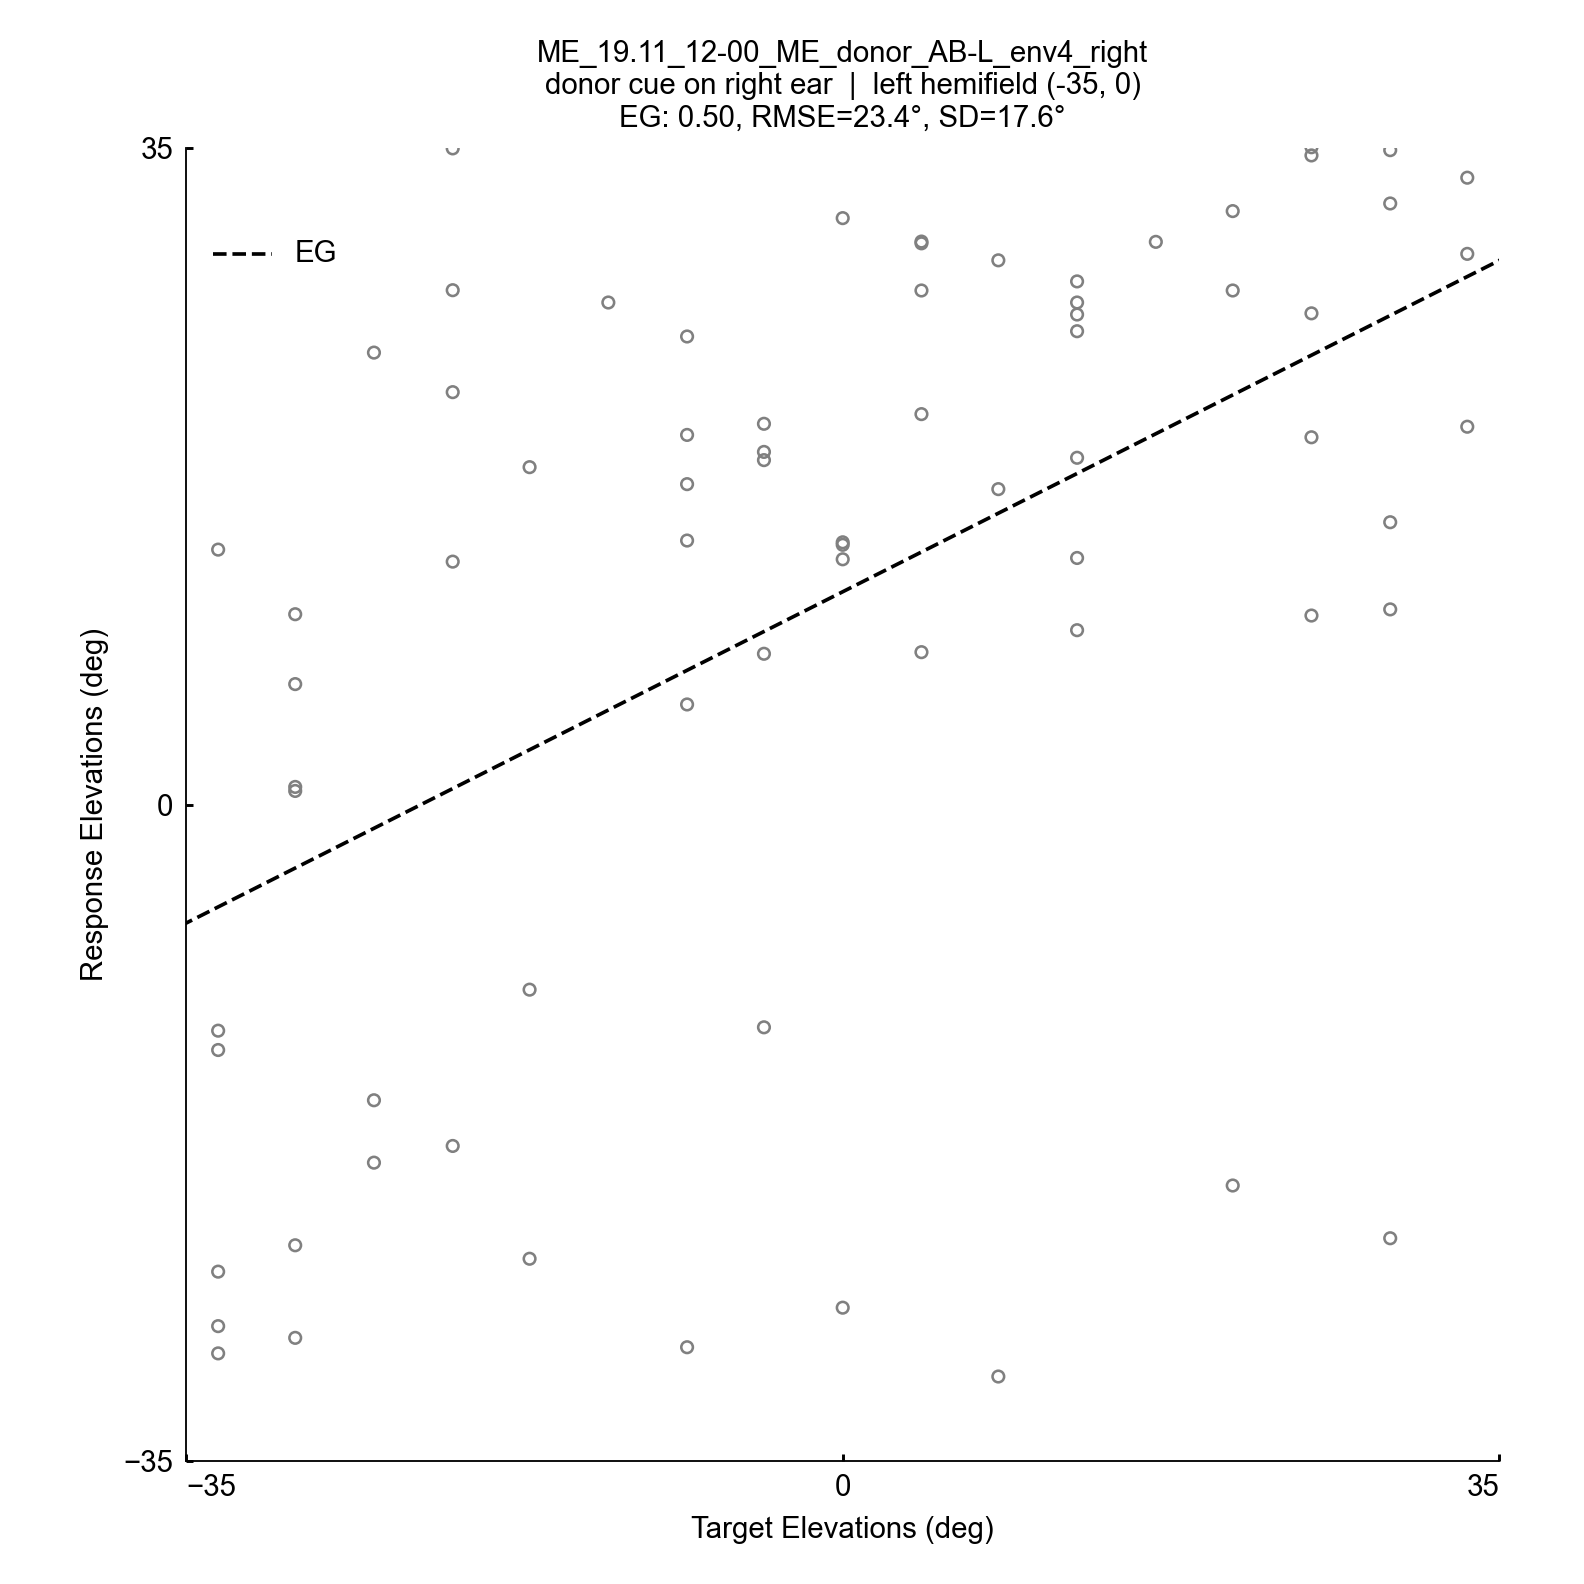 ME_19.11_12-00_ME_donor_AB-L_env4_right
donor cue on right ear  |  left hemifield (-35, 0)
EG: 0.50, RMSE=23.4°, SD=17.6°
35
EG
0
Response Elevations (deg)
−35
−35
0
35
Target Elevations (deg)